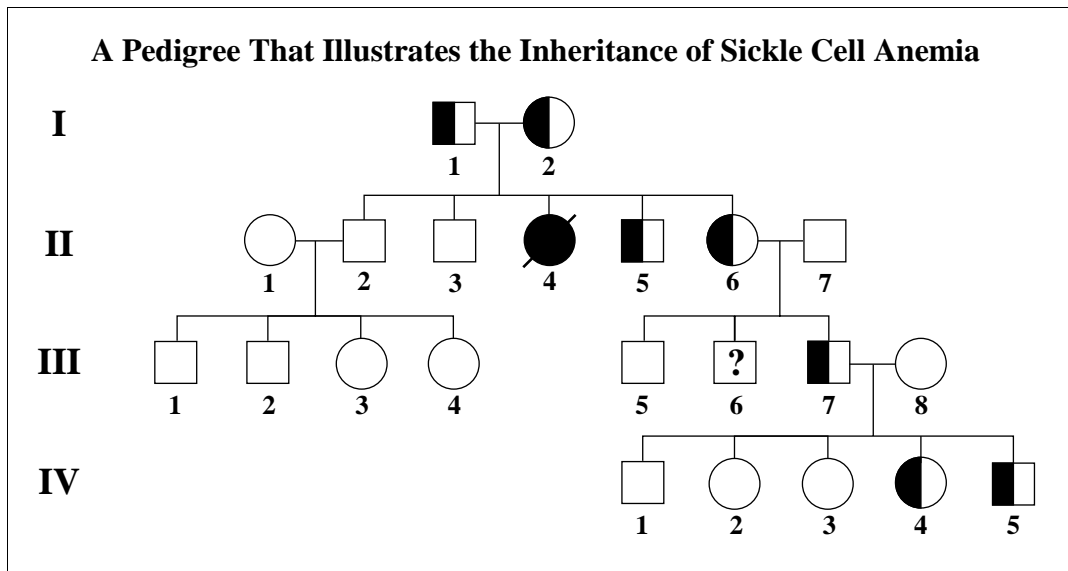 A Pedigree That Illustrates the Inheritance of Sickle Cell Anemia
I
1 2
II
1 2 3 4 5 6 7
III
?
1 2 3 4 5 6 7 8
IV
1 2 3 4 5